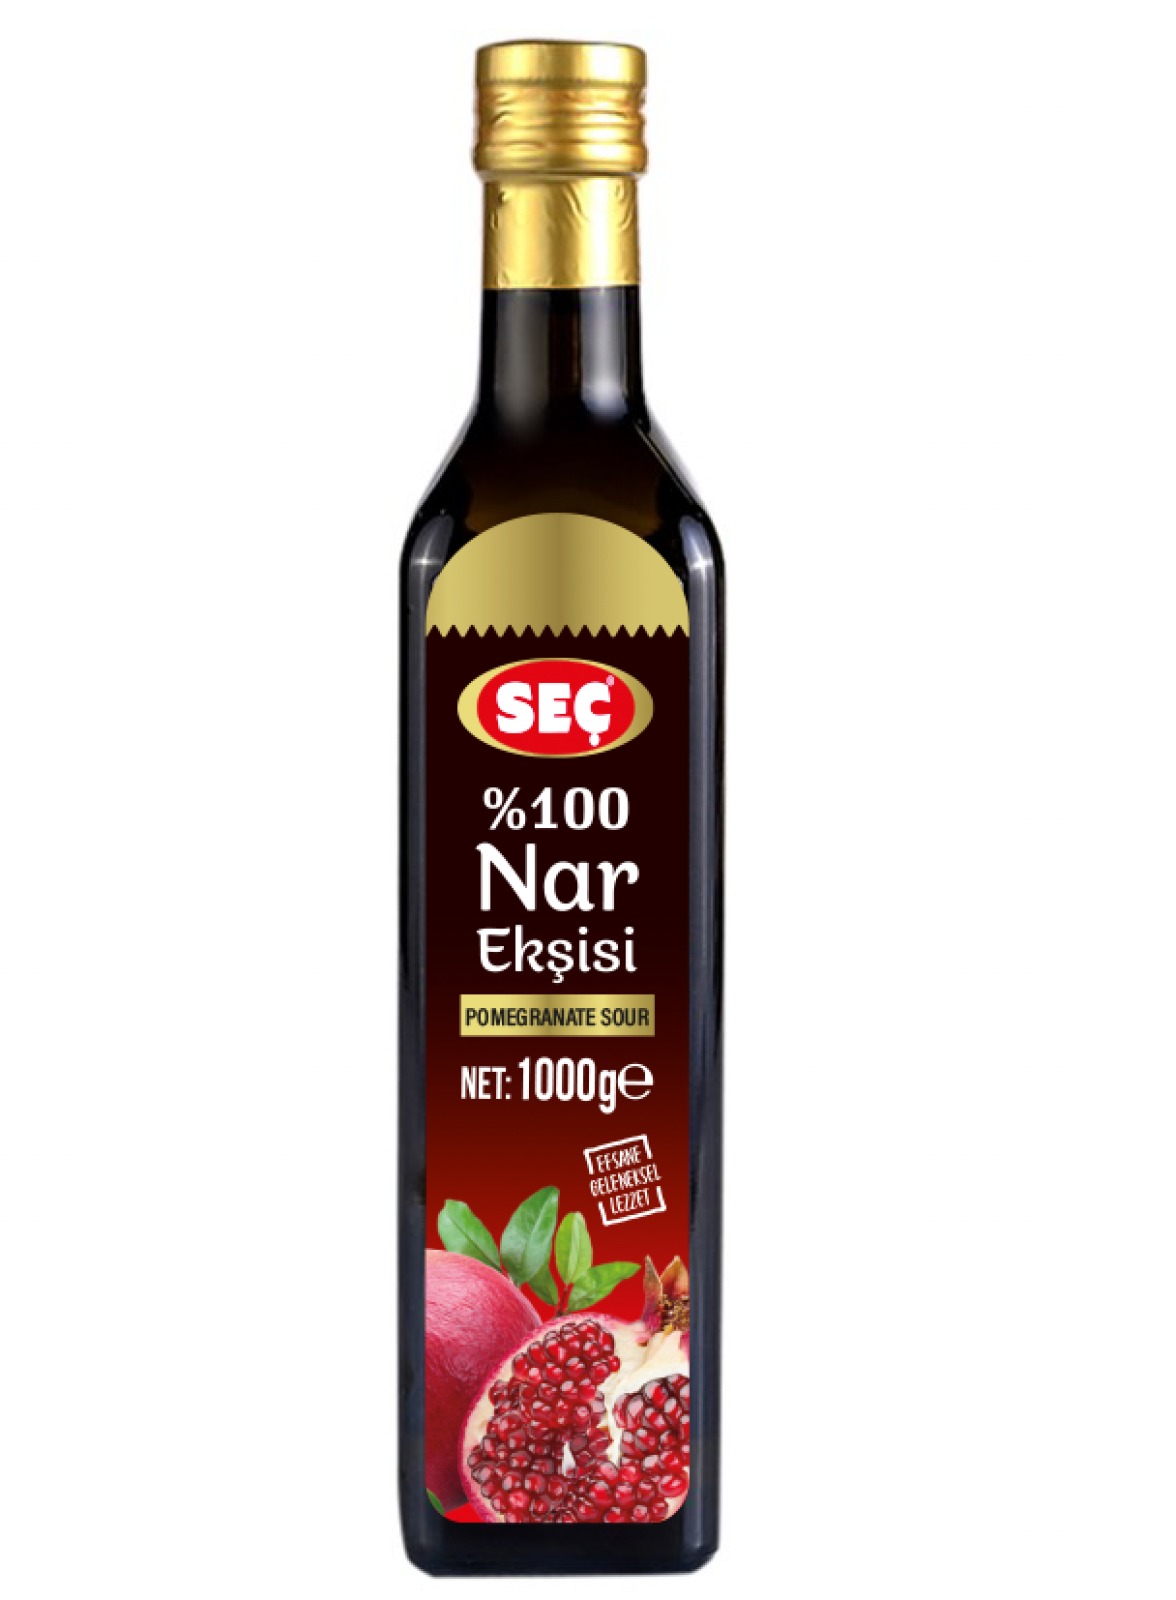 SEÇ®
%100
Nar
Ekşisi
POMEGRANATE SOUR
NET: 1000g℮
EFSANE
GELENEKSEL
LEZZET